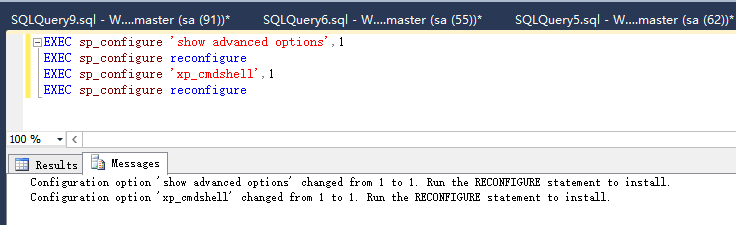 SQLQuery9.sql - W....master (sa (91))* SQLQuery6.sql - W....master (sa (55))* SQLQuery5.sql - W....master (sa (62))*
EXEC sp_configure 'show advanced options',1
EXEC sp_configure reconfigure
EXEC sp_configure 'xp_cmdshell',1
EXEC sp_configure reconfigure
100 %
Results Messages
Configuration option 'show advanced options' changed from 1 to 1. Run the RECONFIGURE statement to install.
Configuration option 'xp_cmdshell' changed from 1 to 1. Run the RECONFIGURE statement to install.